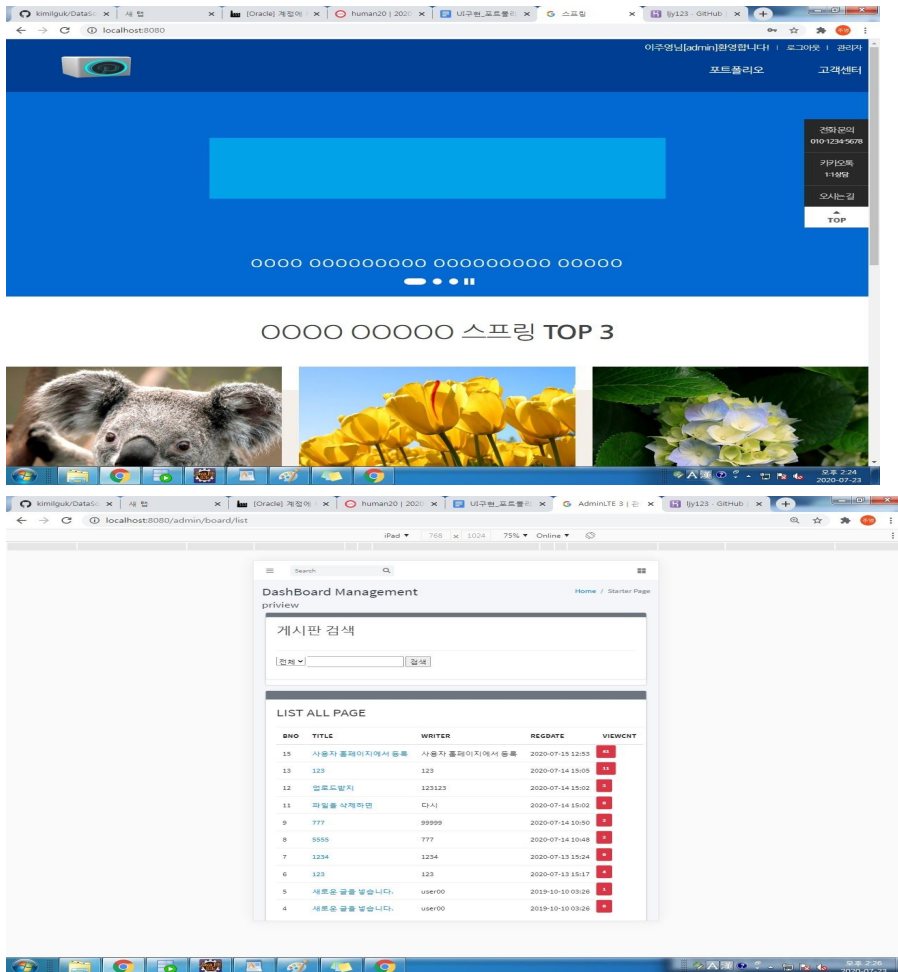 kimilguk/DataSc
새 탭
[Oracle] 계정에
human20 | 202
UI구현_포트폴리
스프링
ljy123 - GitHub
localhost:8080
이주영님[admin]환영합니다! | 로그아웃 | 관리자
포트폴리오 고객센터
전화문의
010-1234-5678
카카오톡
1:1상담
오시는길
TOP
OOOO OOOOOOOOO OOOOOOOOO OOOOO
OOOO OOOOO 스프링 TOP 3
오후 2:24
2020-07-23
kimilguk/DataSc
새 탭
[Oracle] 계정에
human20 | 202
UI구현_포트폴리
AdminLTE 3 | 관
ljy123 - GitHub
localhost:8080/admin/board/list
iPad 768 x 1024 75% Online
Search
DashBoard Management
Home / Starter Page
priview
게시판 검색
전체 검색
LIST ALL PAGE
BNO TITLE WRITER REGDATE VIEWCNT
15 사용자 홈페이지에서 등록 사용자 홈페이지에서 등록 2020-07-15 12:53
13 123 123 2020-07-14 15:05
12 업로드방지 123123 2020-07-14 15:02
11 파일를 삭제하면 다시 2020-07-14 15:02
9 777 99999 2020-07-14 10:50
8 5555 777 2020-07-14 10:48
7 1234 1234 2020-07-13 15:24
6 123 123 2020-07-13 15:17
5 새로운 글을 넣습니다. user00 2019-10-10 03:26
4 새로운 글을 넣습니다. user00 2019-10-10 03:26
오후 2:26
2020-07-23